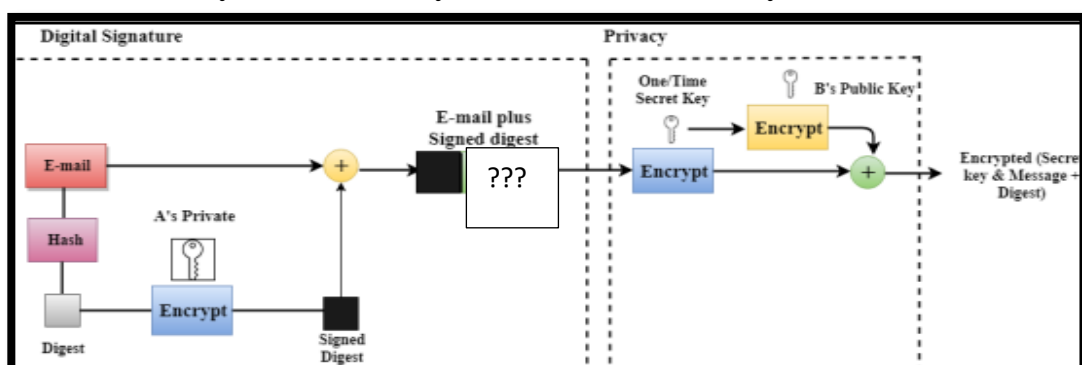 Digital Signature
Privacy
One/Time
Secret Key
B's Public Key
E-mail plus
Signed digest
Encrypt
E-mail
+
???
Encrypt
+
Encrypted (Secre
key & Message +
Digest)
A's Private
Hash
Encrypt
Digest
Signed
Digest